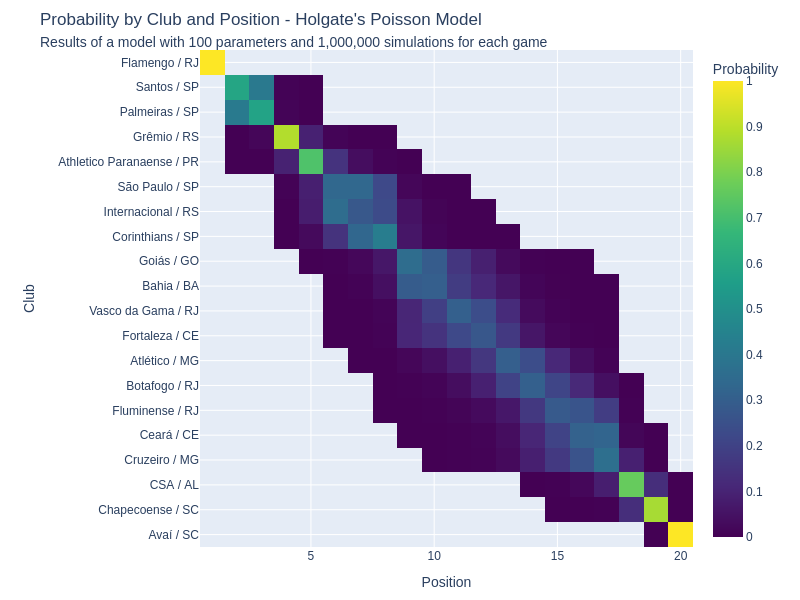 Probability by Club and Position - Holgate's Poisson Model
Results of a model with 100 parameters and 1,000,000 simulations for each game
Club
Flamengo / RJ
Santos / SP
Palmeiras / SP
Grêmio / RS
Athletico Paranaense / PR
São Paulo / SP
Internacional / RS
Corinthians / SP
Goiás / GO
Bahia / BA
Vasco da Gama / RJ
Fortaleza / CE
Atlético / MG
Botafogo / RJ
Fluminense / RJ
Ceará / CE
Cruzeiro / MG
CSA / AL
Chapecoense / SC
Avaí / SC
5 10 15 20
Position
Probability
1
0.9
0.8
0.7
0.6
0.5
0.4
0.3
0.2
0.1
0